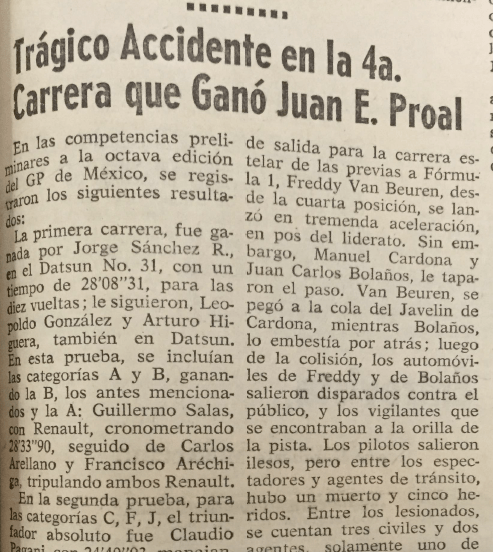 Trágico Accidente en la 4a.
Carrera que Ganó Juan E. Proal
En las competencias preli-
minares a la octava edición
del GP de México, se regis-
traron los siguientes resulta-
dos:
La primera carrera, fue ga-
nada por Jorge Sánchez R.,
en el Datsun No. 31, con un
tiempo de 28'08"31, para las
diez vueltas; le siguieron, Leo-
poldo González y Arturo Hi-
guera, también en Datsun.
En esta prueba, se incluían
las categorías A y B, ganan-
do la B, los antes menciona-
dos y la A: Guillermo Salas,
con Renault, cronometrando
28'33"90, seguido de Carlos
Arellano y Francisco Aréchi-
ga, tripulando ambos Renault.
En la segunda prueba, para
las categorías C, F, J, el triun-
fador absoluto fue Claudio
de salida para la carrera es-
telar de las previas a Fórmu-
la 1, Freddy Van Beuren, des-
de la cuarta posición, se lan-
zó en tremenda aceleración,
en pos del liderato. Sin em-
bargo, Manuel Cardona y
Juan Carlos Bolaños, le tapa-
ron el paso. Van Beuren, se
pegó a la cola del Javelin de
Cardona, mientras Bolaños,
lo embestía por atrás; luego
de la colisión, los automóvi-
les de Freddy y de Bolaños
salieron disparados contra el
público, y los vigilantes que
se encontraban a la orilla de
la pista. Los pilotos salieron
ilesos, pero entre los espec-
tadores y agentes de tránsito,
hubo un muerto y cinco he-
ridos. Entre los lesionados,
se cuentan tres civiles y dos
agentes, solamente uno de